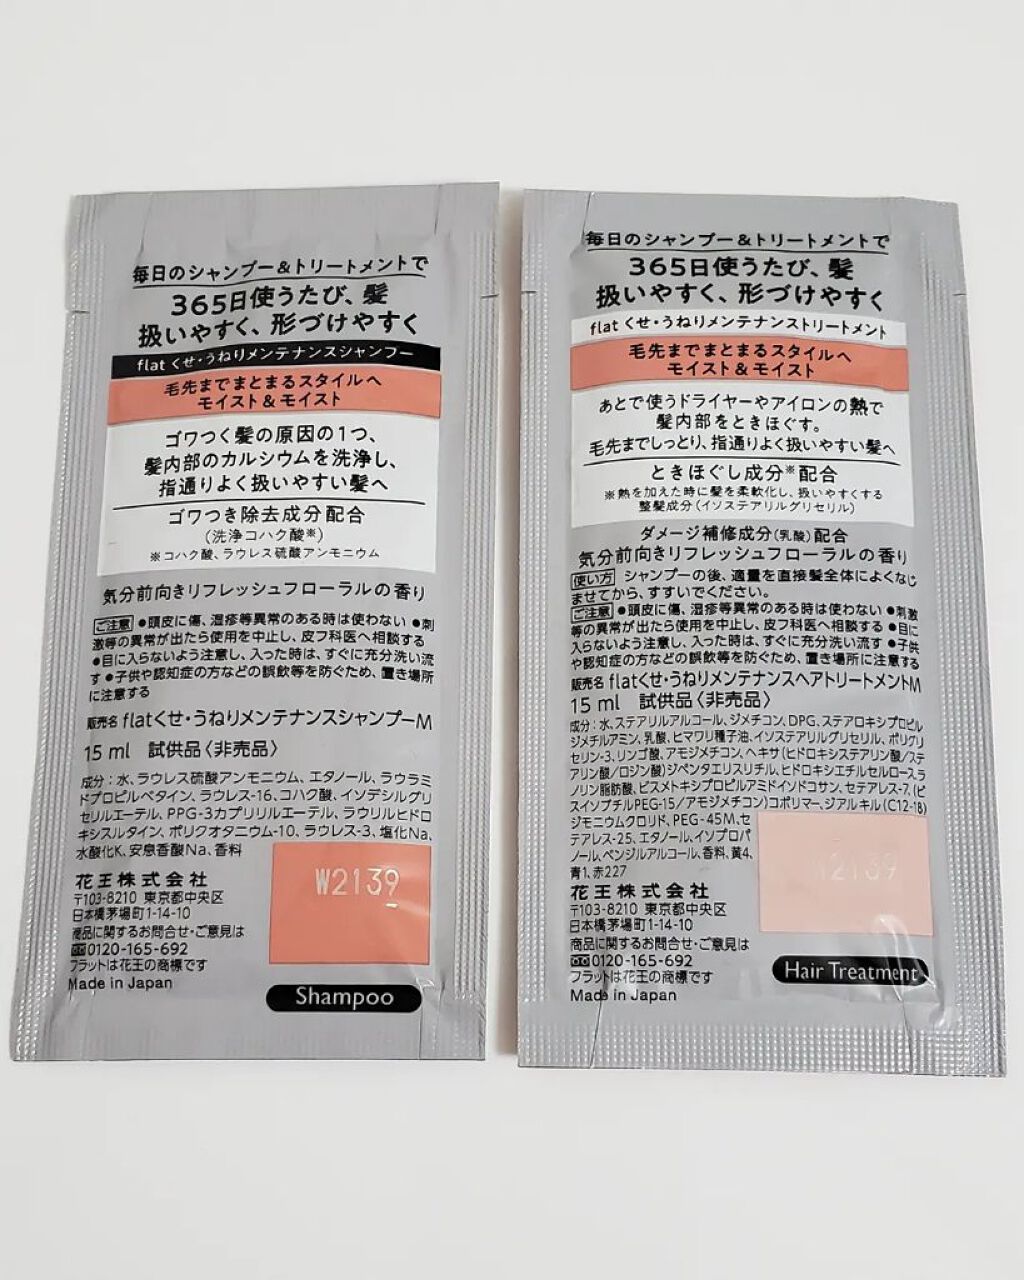 毎日のシャンプー&トリートメントで
365日使うたび、髪
扱いやすく、形づけやすく
flat くせ・うねりメンテナンスシャンプー
毛先までまとまるスタイルへ
モイスト&モイスト
ゴワつく髪の原因の1つ、
髪内部のカルシウムを洗浄し、
指通りよく扱いやすい髪へ
ゴワつき除去成分配合
(洗浄コハク酸※)
※コハク酸、ラウレス硫酸アンモニウム
気分前向きリフレッシュフローラルの香り
ご注意 ●頭皮に傷、湿疹等異常のある時は使わない ●刺
激等の異常が出たら使用を中止し、皮フ科医へ相談する
●目に入らないよう注意し、入った時は、すぐに充分洗い流
す ●子供や認知症の方などの誤飲等を防ぐため、置き場所
に注意する
販売名 flatくせ・うねりメンテナンスシャンプーM
15 ml 試供品〈非売品〉
成分：水、ラウレス硫酸アンモニウム、エタノール、ラウラミ
ドプロピルベタイン、ラウレス-16、コハク酸、イソデシルグリ
セリルエーテル、PPG-3カプリリルエーテル、ラウリルヒドロ
キシスルタイン、ポリクオタニウム-10、ラウレス-3、塩化Na、
水酸化K、安息香酸Na、香料
W2139
花王株式会社
〒103-8210 東京都中央区
日本橋茅場町1-14-10
商品に関するお問合せ・ご意見は
0120-165-692
フラットは花王の商標です
Made in Japan
Shampoo
毎日のシャンプー&トリートメントで
365日使うたび、髪
扱いやすく、形づけやすく
flat くせ・うねりメンテナンストリートメント
毛先までまとまるスタイルへ
モイスト&モイスト
あとで使うドライヤーやアイロンの熱で
髪内部をときほぐす。
毛先までしっとり、指通りよく扱いやすい髪へ
ときほぐし成分※配合
※熱を加えた時に髪を柔軟化し、扱いやすくする
整髪成分(イソステアリルグリセリル)
ダメージ補修成分(乳酸)配合
気分前向きリフレッシュフローラルの香り
使い方 シャンプーの後、適量を直接髪全体によくなじ
ませてから、すすいでください。
ご注意 ●頭皮に傷、湿疹等異常のある時は使わない ●刺激
等の異常が出たら使用を中止し、皮フ科医へ相談する ●目に
入らないよう注意し、入った時は、すぐに充分洗い流す ●子供
や認知症の方などの誤飲等を防ぐため、置き場所に注意する
販売名 flatくせ・うねりメンテナンスヘアトリートメントM
15 ml 試供品〈非売品〉
成分：水、ステアリルアルコール、ジメチコン、DPG、ステアロキシプロピル
ジメチルアミン、乳酸、ヒマワリ種子油、イソステアリルグリセリル、ポリグリ
セリン-3、リンゴ酸、アモジメチコン、ヘキサ(ヒドロキシステアリン酸/ステ
アリン酸/ロジン酸)ジペンタエリスリチル、ヒドロキシエチルセルロース、ラ
ノリン脂肪酸、ビスメトキシプロピルアミドイソドコサン、セテアレス-7、(ビ
スイソブチルPEG-15/アモジメチコン)コポリマー、ジアルキル(C12-18)
ジモニウムクロリド、PEG-45M、セ
テアレス-25、エタノール、イソプロパ
ノール、ベンジルアルコール、香料、黄4、
青1、赤227
W2139
花王株式会社
〒103-8210 東京都中央区
日本橋茅場町1-14-10
商品に関するお問合せ・ご意見は
0120-165-692
フラットは花王の商標です
Made in Japan
Hair Treatment